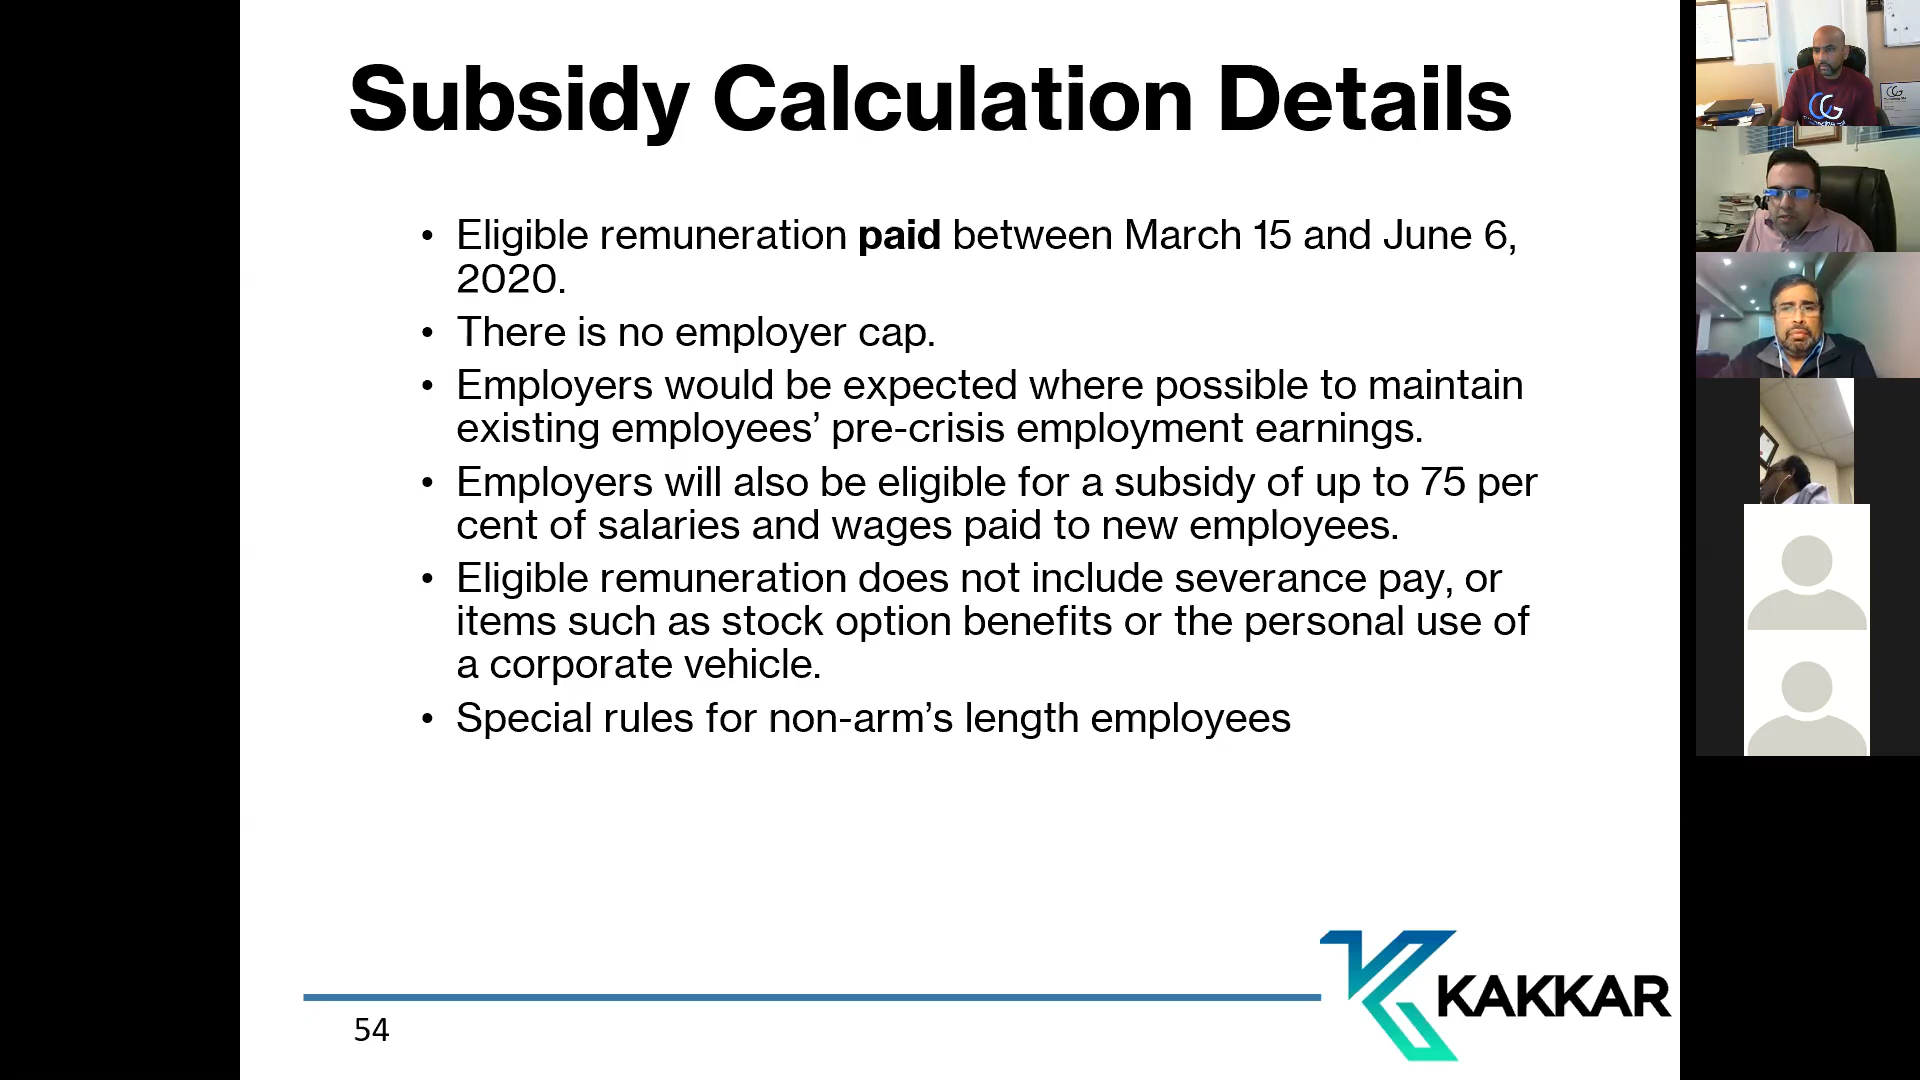 Subsidy Calculation Details
• Eligible remuneration paid between March 15 and June 6,
2020.
• There is no employer cap.
• Employers would be expected where possible to maintain
existing employees’ pre-crisis employment earnings.
• Employers will also be eligible for a subsidy of up to 75 per
cent of salaries and wages paid to new employees.
• Eligible remuneration does not include severance pay, or
items such as stock option benefits or the personal use of
a corporate vehicle.
• Special rules for non-arm’s length employees
54
KAKKAR
CG
CG